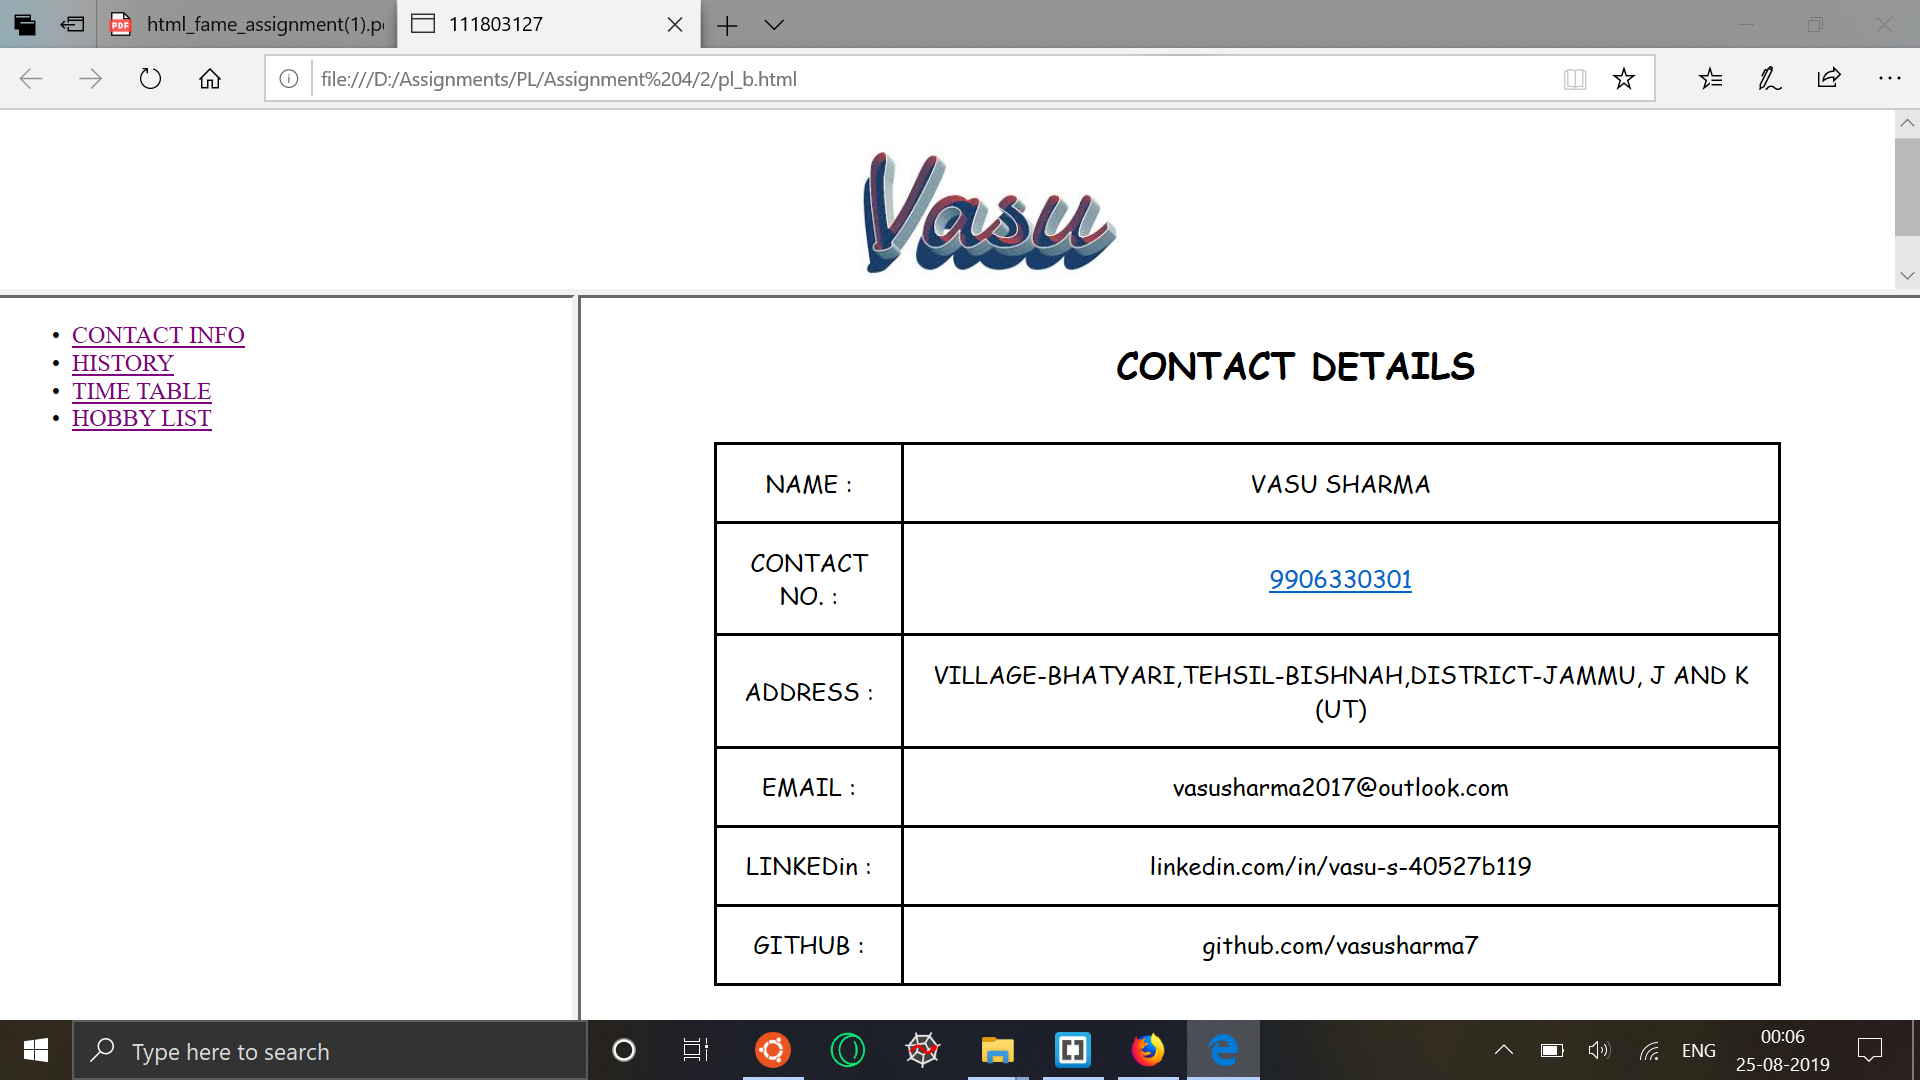 html_fame_assignment(1).p
111803127
file:///D:/Assignments/PL/Assignment%204/2/pl_b.html
Vasu
• CONTACT INFO
• HISTORY
• TIME TABLE
• HOBBY LIST
CONTACT DETAILS
NAME : VASU SHARMA
CONTACT
NO. :
9906330301
ADDRESS :
VILLAGE-BHATYARI,TEHSIL-BISHNAH,DISTRICT-JAMMU, J AND K
(UT)
EMAIL : vasusharma2017@outlook.com
LINKEDin : linkedin.com/in/vasu-s-40527b119
GITHUB : github.com/vasusharma7
Type here to search
ENG
00:06
25-08-2019